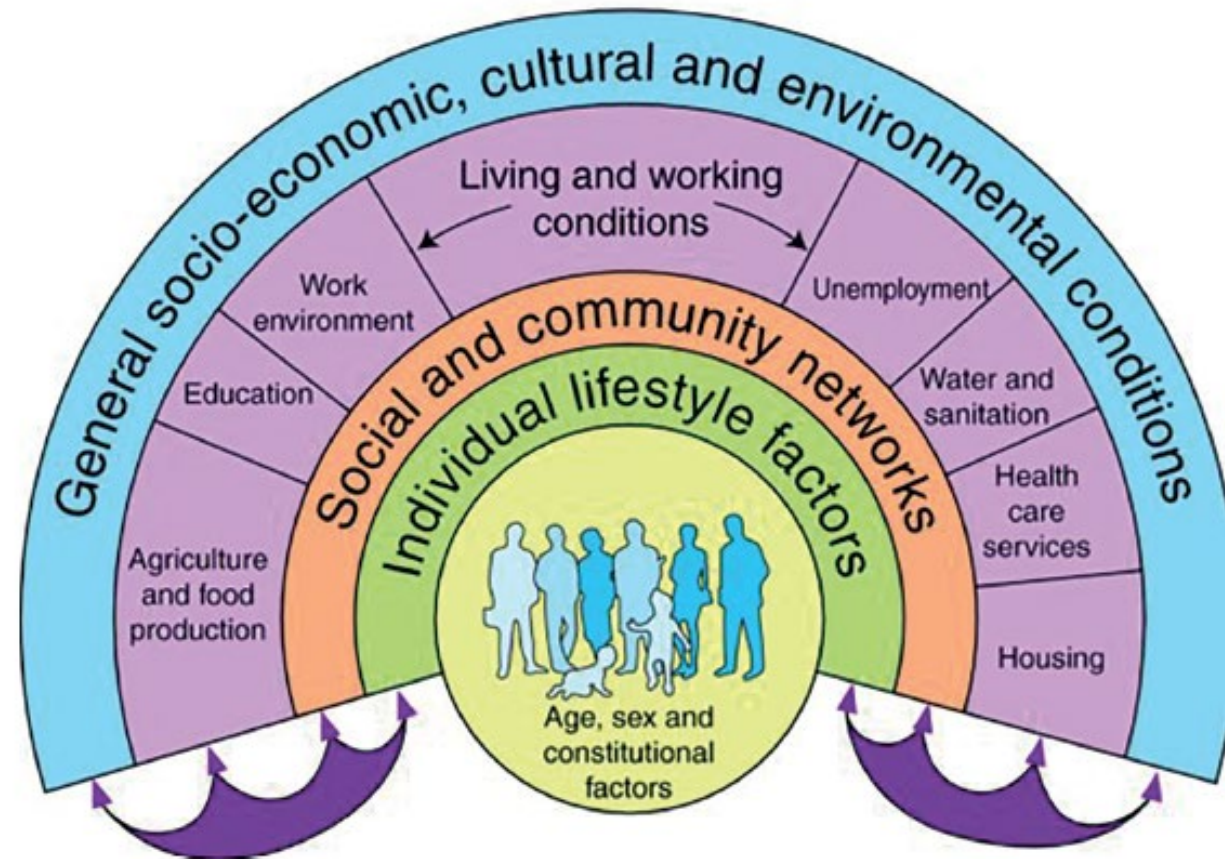 General socio-economic, cultural and environmental conditions
Living and working
conditions
Agriculture
and food
production
Education
Work
environment
Unemployment
Water and
sanitation
Health
care
services
Housing
Social and community networks
Individual lifestyle factors
Age, sex and
constitutional
factors